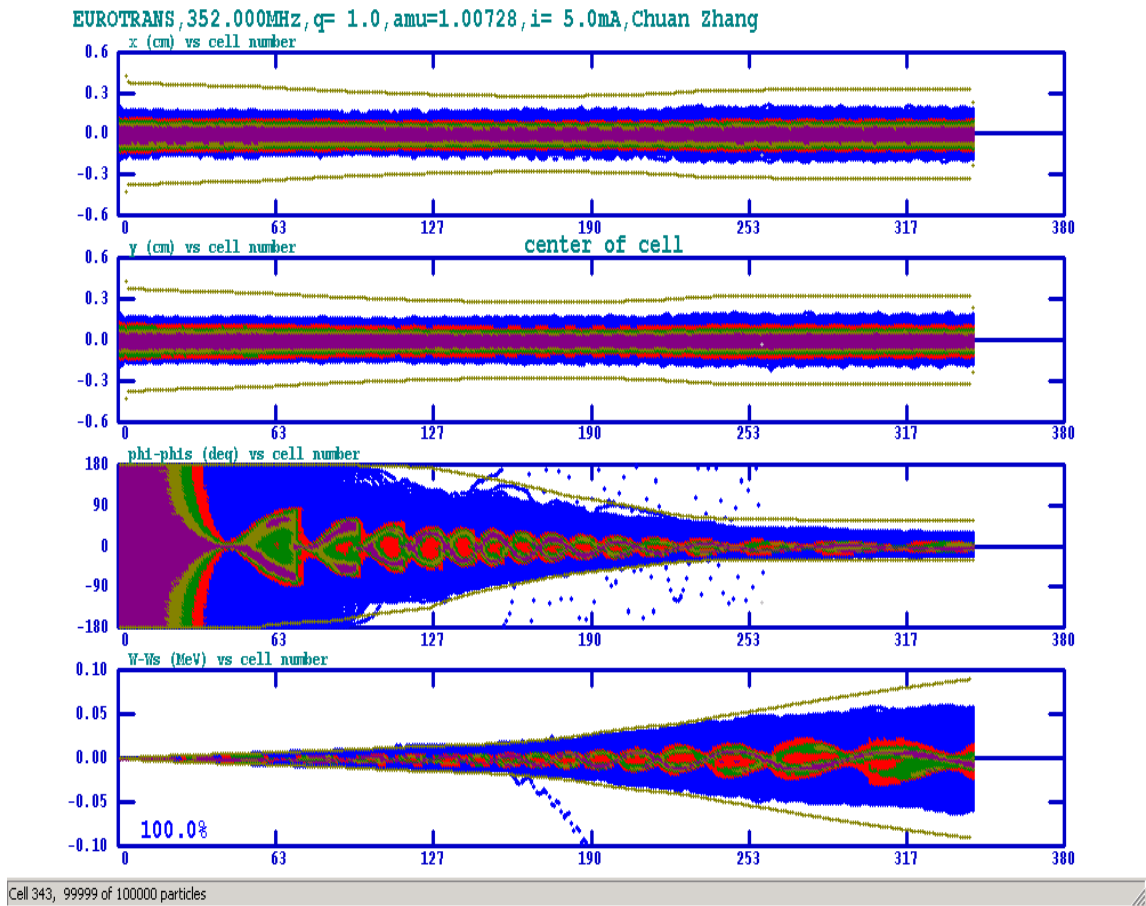 EUROTRANS,352.000MHz,q= 1.0,amu=1.00728,i= 5.0mA,Chuan Zhang
x (cm) vs cell number
0.6
0.3
0.0
-0.3
-0.6
0 63 127 190 253 317 380
y (cm) vs cell number
center of cell
0.6
0.3
0.0
-0.3
-0.6
0 63 127 190 253 317 380
phi-phis (deg) vs cell number
180
90
0
-90
-180
0 63 127 190 253 317 380
W-Ws (MeV) vs cell number
0.10
0.05
0.00
-0.05
-0.10
100.0%
0 63 127 190 253 317 380
Cell 343, 99999 of 100000 particles